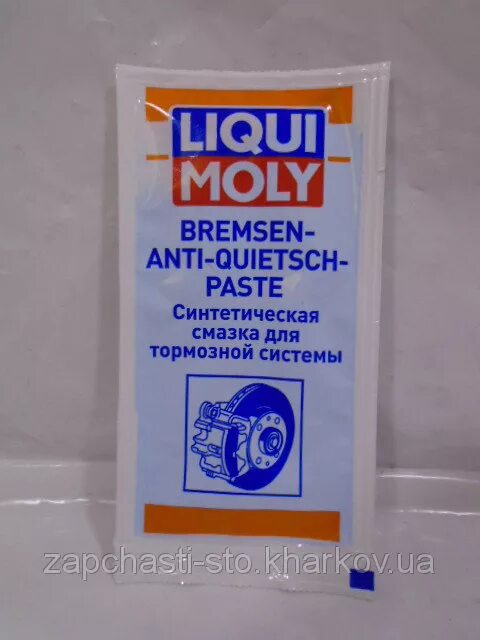 LIQUI
MOLY
BREMSEN-
ANTI-QUIETSCH-
PASTE
Синтетическая
смазка для
тормозной системы
zapchasti-sto.kharkov.ua